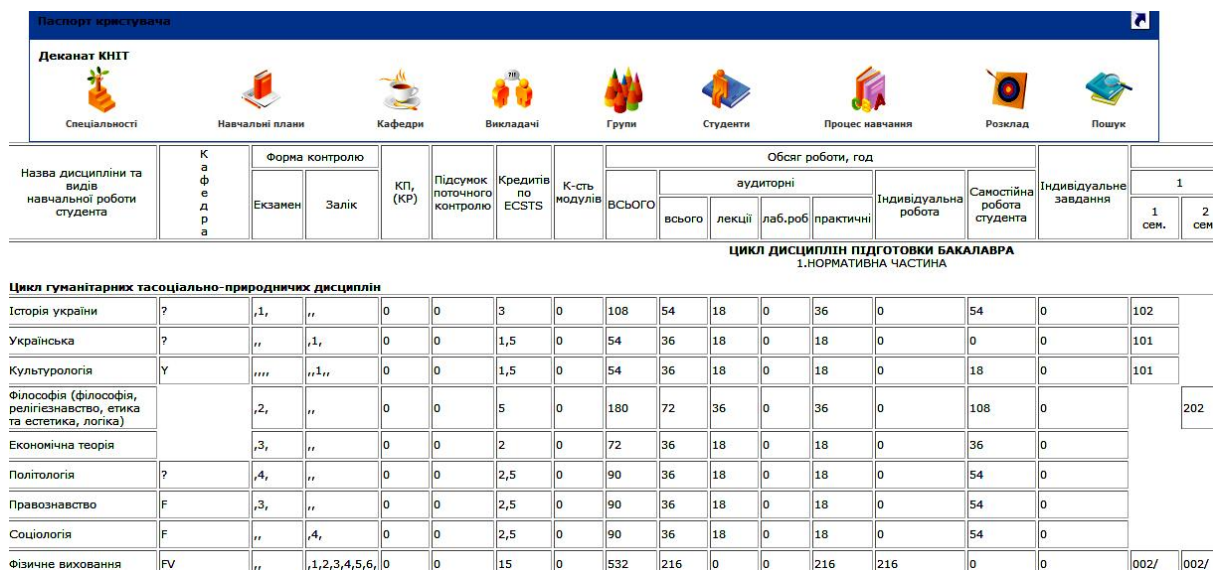 Паспорт користувача
Деканат КНІТ
Спеціальності Навчальні плани Кафедри Викладачі Групи Студенти Процес навчання Розклад Пошук
Назва дисципліни та видів навчальної роботи студента Кафедра Форма контролю КП, (КР) Підсумок поточного контролю Кредитів по ECSTS К-сть модулів Обсяг роботи, год Індивідуальне завдання 1
Екзамен Залік ВСЬОГО аудиторні Індивідуальна робота Самостійна робота студента 1 сем. 2 сем
всього лекції лаб.роб практичні
ЦИКЛ ДИСЦИПЛІН ПІДГОТОВКИ БАКАЛАВРА
1.НОРМАТИВНА ЧАСТИНА
Цикл гуманітарних тасоціально-природничих дисциплін
Історія україни ? ,1, ,, 0 0 3 0 108 54 18 0 36 0 54 0 102
Українська ? ,, ,1, 0 0 1,5 0 54 36 18 0 18 0 0 0 101
Культурологія Y ,,,, ,,1,, 0 0 1,5 0 54 36 18 0 18 0 18 0 101
Філософія (філософія, релігієзнавство, етика та естетика, логіка) ,2, ,, 0 0 5 0 180 72 36 0 36 0 108 0 202
Економічна теорія ,3, ,, 0 0 2 0 72 36 18 0 18 0 36 0
Політологія ? ,4, ,, 0 0 2,5 0 90 36 18 0 18 0 54 0
Правознавство F ,3, ,, 0 0 2,5 0 90 36 18 0 18 0 54 0
Соціологія F ,, ,4, 0 0 2,5 0 90 36 18 0 18 0 54 0
Фізичне виховання FV ,, ,1,2,3,4,5,6, 0 0 15 0 532 216 0 0 216 216 0 0 002/ 002/